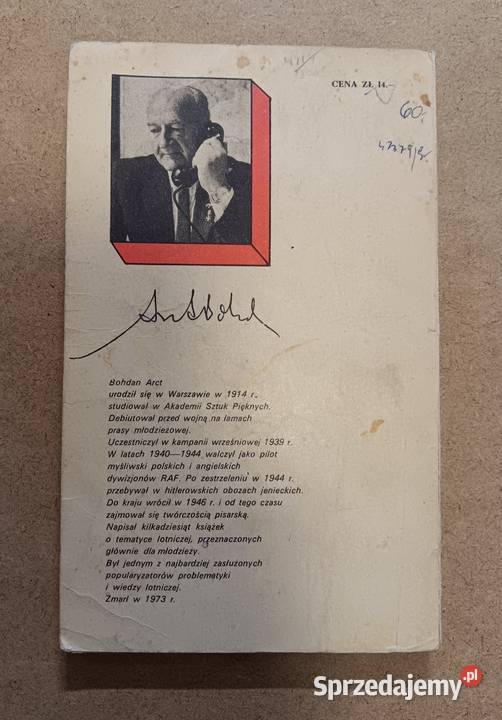 CENA ZŁ 14.—
60.
Bohdan Arct
urodził się w Warszawie w 1914 r.,
studiował w Akademii Sztuk Pięknych.
Debiutował przed wojną na łamach
prasy młodzieżowej.
Uczestniczył w kampanii wrześniowej 1939 r.
W latach 1940—1944 walczył jako pilot
myśliwski polskich i angielskich
dywizjonów RAF. Po zestrzeleniu w 1944 r.
przebywał w hitlerowskich obozach jenieckich.
Do kraju wrócił w 1946 r. i od tego czasu
zajmował się twórczością pisarską.
Napisał kilkadziesiąt książek
o tematyce lotniczej, przeznaczonych
głównie dla młodzieży.
Był jednym z najbardziej zasłużonych
popularyzatorów problematyki
i wiedzy lotniczej.
Zmarł w 1973 r.
Sprzedajemy.pl